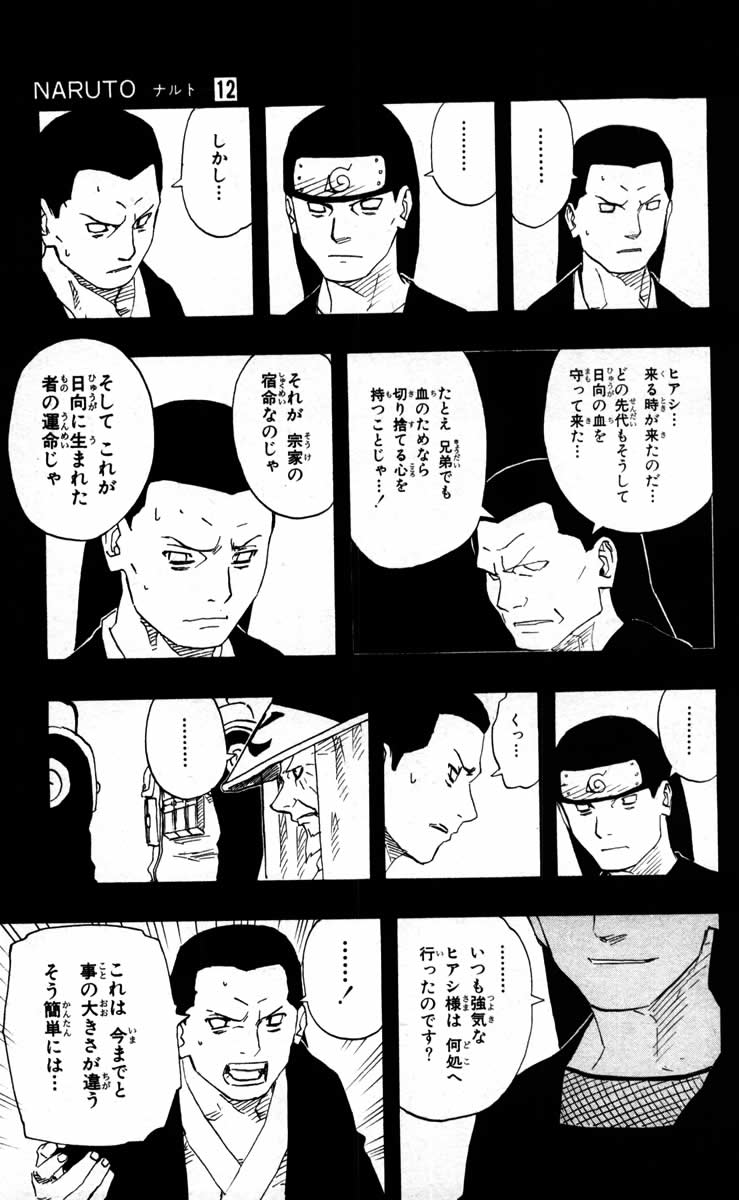 NARUTO ナルト 12
………
………
しかし…
ヒアシ…
来る時が来たのだ…
どの先代もそうして
日向の血を
守って来た…
たとえ 兄弟でも
血のためなら
切り捨てる心を
持つことじゃ…!
それが 宗家の
宿命なのじゃ
そして これが
日向に生まれた
者の運命じゃ
……
くっ…
………
………
いつも強気な
ヒアシ様は 何処へ
行ったのです?
……!
これは 今までと
事の大きさが違う
そう簡単には…